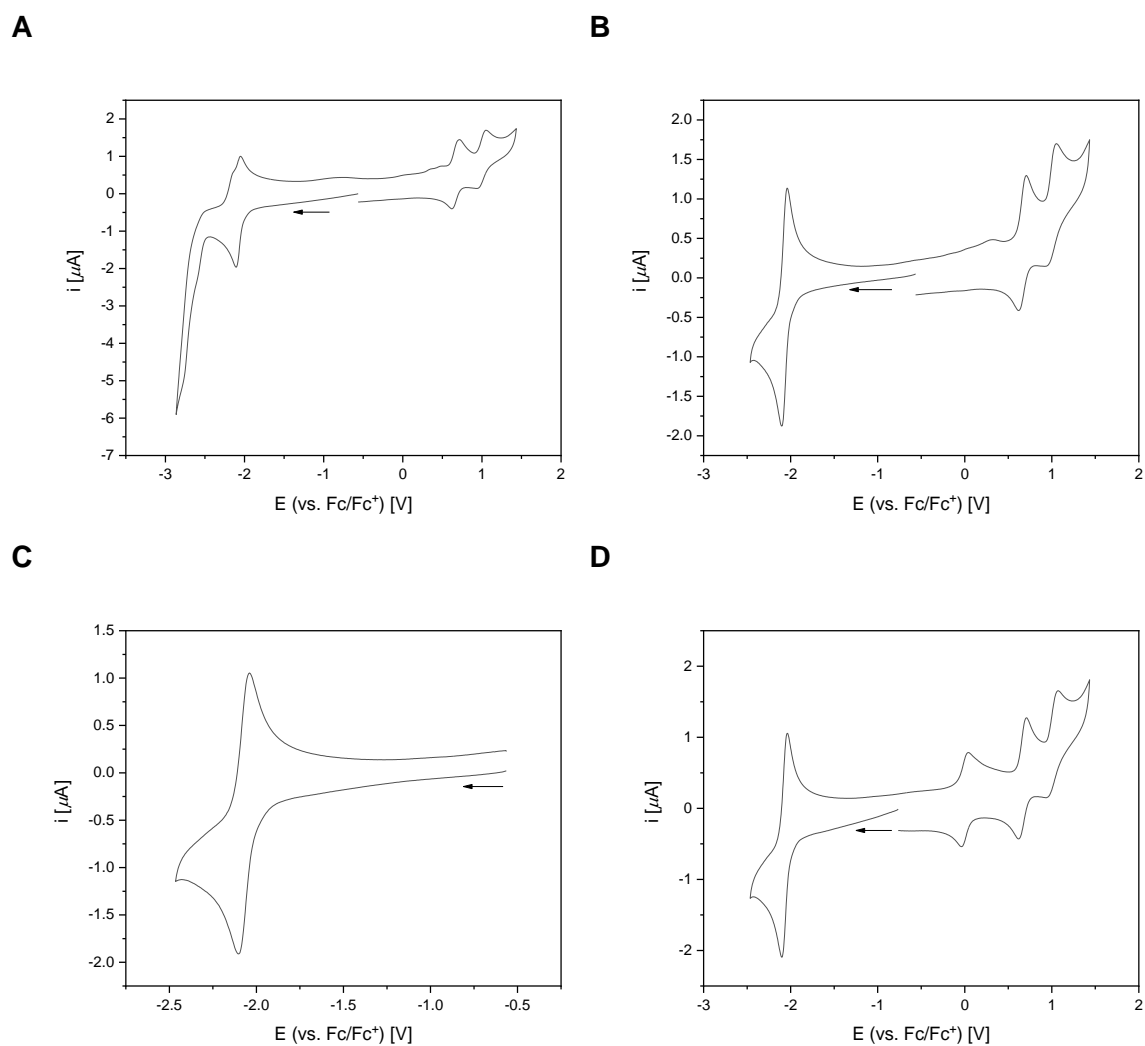 A
2
1
0
-1
-2
-3
-4
-5
-6
-7
i [µA]
-3 -2 -1 0 1 2
E (vs. Fc/Fc⁺) [V]
B
2.0
1.5
1.0
0.5
0.0
-0.5
-1.0
-1.5
-2.0
i [µA]
-3 -2 -1 0 1 2
E (vs. Fc/Fc⁺) [V]
C
1.5
1.0
0.5
0.0
-0.5
-1.0
-1.5
-2.0
i [µA]
-2.5 -2.0 -1.5 -1.0 -0.5
E (vs. Fc/Fc⁺) [V]
D
2
1
0
-1
-2
i [µA]
-3 -2 -1 0 1 2
E (vs. Fc/Fc⁺) [V]